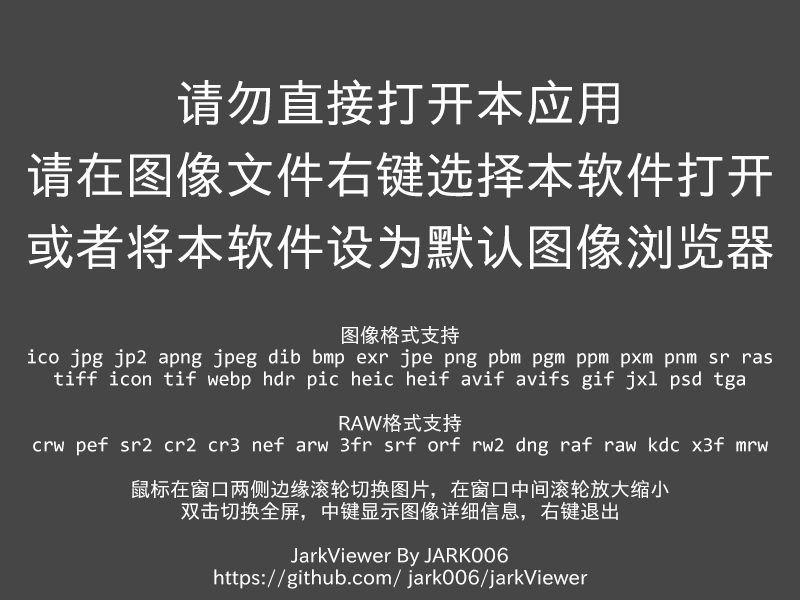 请勿直接打开本应用
请在图像文件右键选择本软件打开
或者将本软件设为默认图像浏览器
图像格式支持
ico jpg jp2 apng jpeg dib bmp exr jpe png pbm pgm ppm pxm pnm sr ras
tiff icon tif webp hdr pic heic heif avif avifs gif jxl psd tga
RAW格式支持
crw pef sr2 cr2 cr3 nef arw 3fr srf orf rw2 dng raf raw kdc x3f mrw
鼠标在窗口两侧边缘滚轮切换图片，在窗口中间滚轮放大缩小
双击切换全屏，中键显示图像详细信息，右键退出
JarkViewer By JARK006
https://github.com/ jark006/jarkViewer